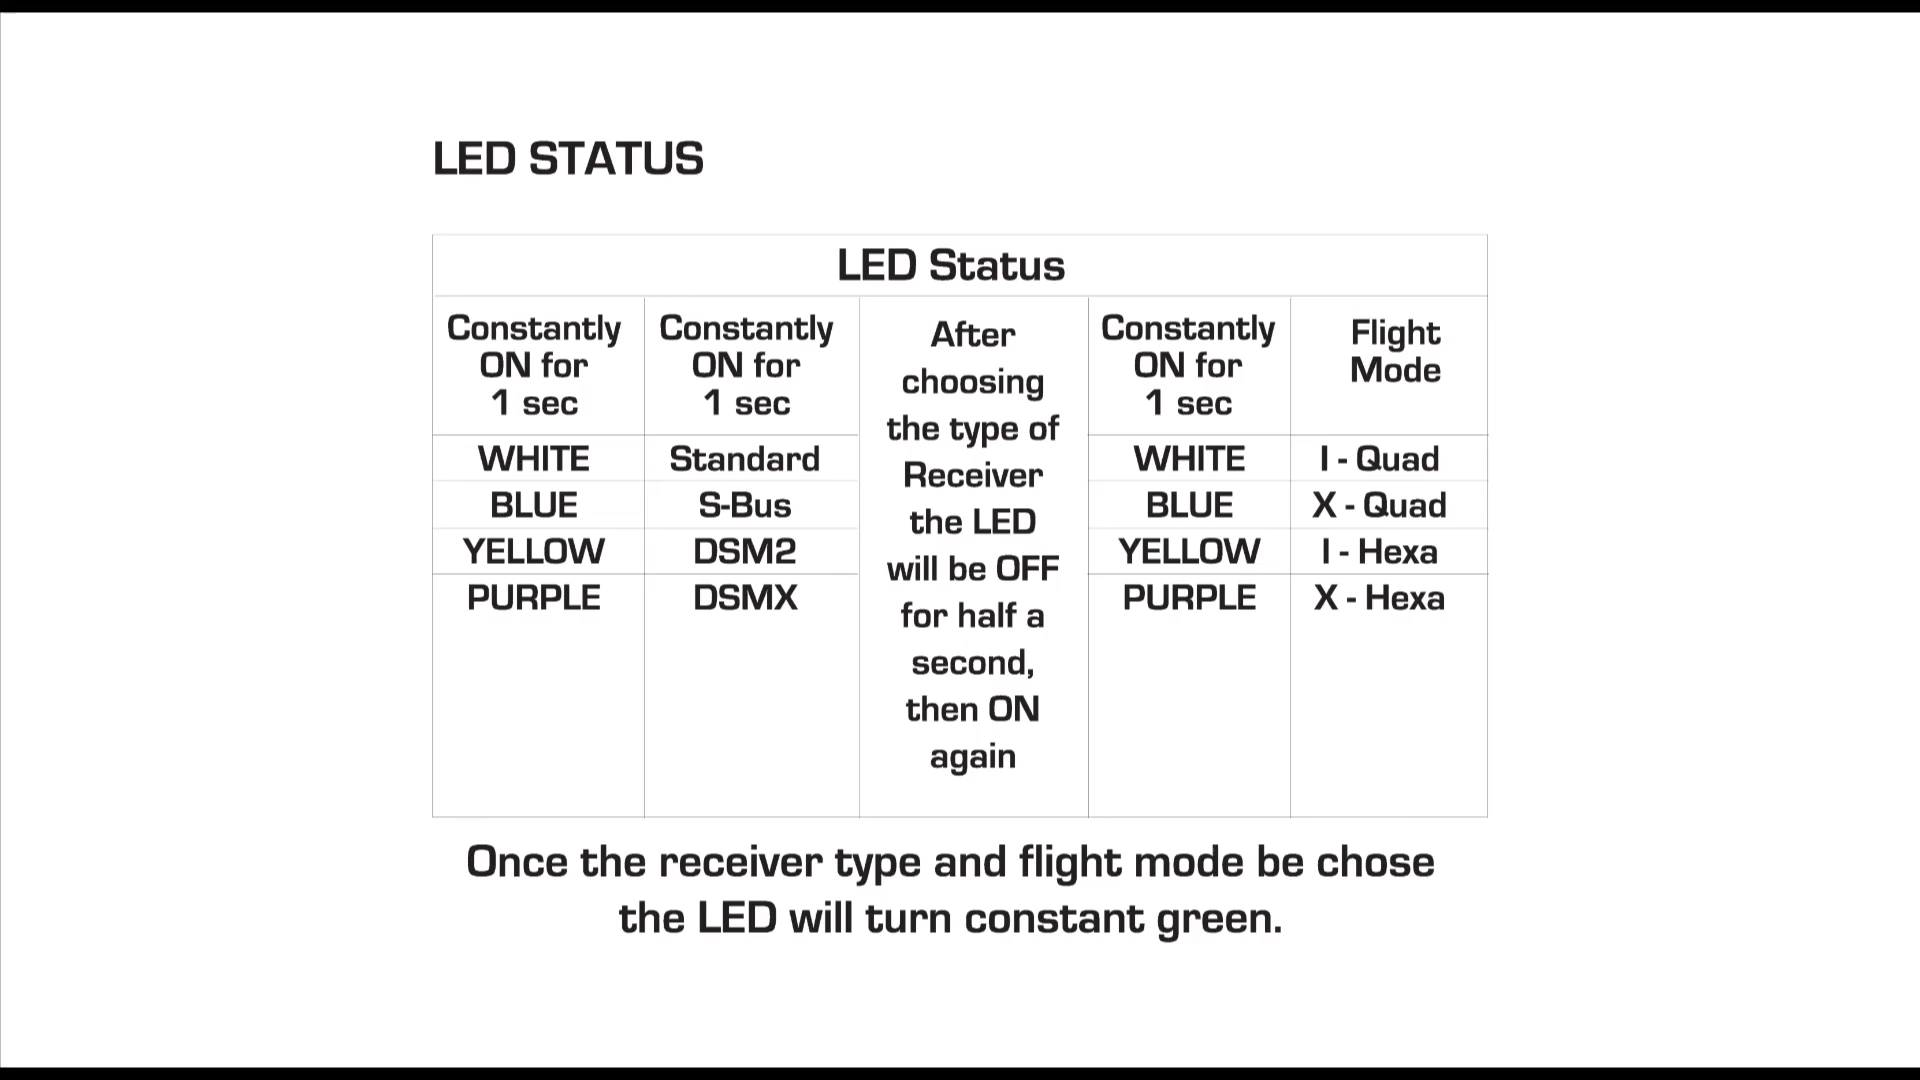 LED STATUS
LED Status
Constantly
ON for
1 sec
Constantly
ON for
1 sec
After
choosing
the type of
Receiver
the LED
will be OFF
for half a
second,
then ON
again
Constantly
ON for
1 sec
Flight
Mode
WHITE
Standard
WHITE
I - Quad
BLUE
S-Bus
BLUE
X - Quad
YELLOW
DSM2
YELLOW
I - Hexa
PURPLE
DSMX
PURPLE
X - Hexa
Once the receiver type and flight mode be chose
the LED will turn constant green.